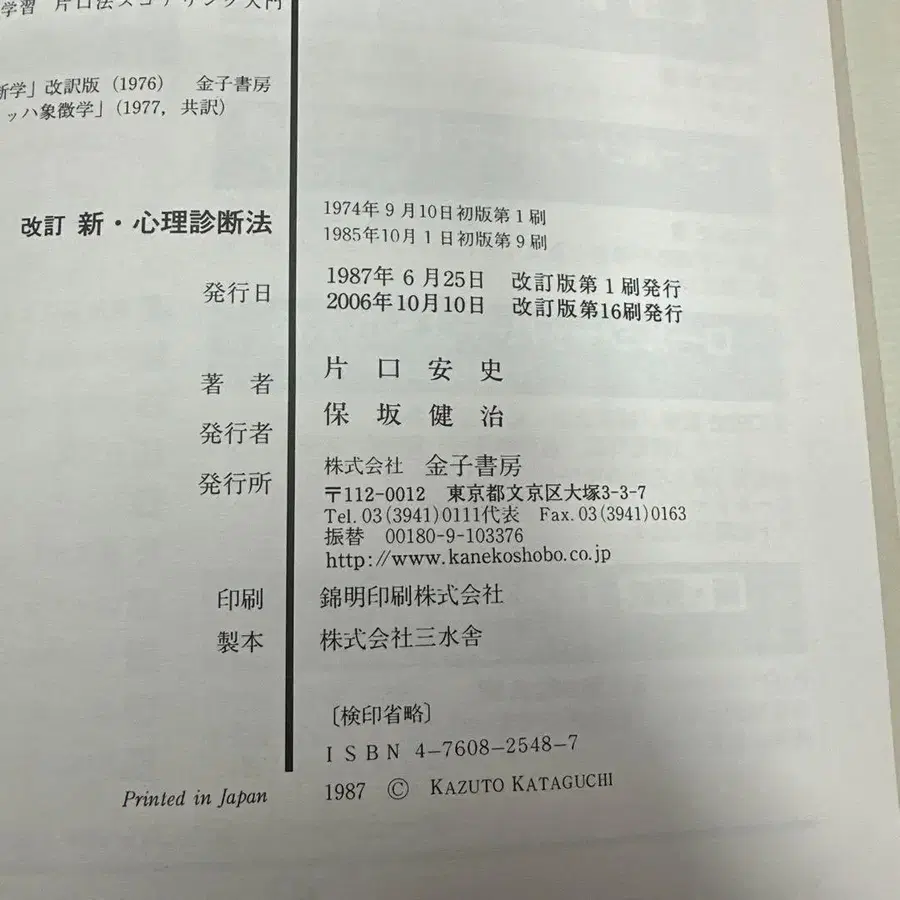 学習 片口法スコアリング入門
断学」改訳版（1976） 金子書房
ッハ象徴学」（1977，共訳）
改訂 新・心理診断法
1974年9月10日初版第1刷
1985年10月1日初版第9刷
発行日 1987年6月25日 改訂版第1刷発行
2006年10月10日 改訂版第16刷発行
著者 片口安史
発行者 保坂健治
発行所 株式会社 金子書房
〒112-0012 東京都文京区大塚3-3-7
Tel. 03(3941)0111代表 Fax. 03(3941)0163
振替 00180-9-103376
http://www.kanekoshobo.co.jp
印刷 錦明印刷株式会社
製本 株式会社三水舎
〔検印省略〕
ISBN 4-7608-2548-7
Printed in Japan 1987 © KAZUTO KATAGUCHI